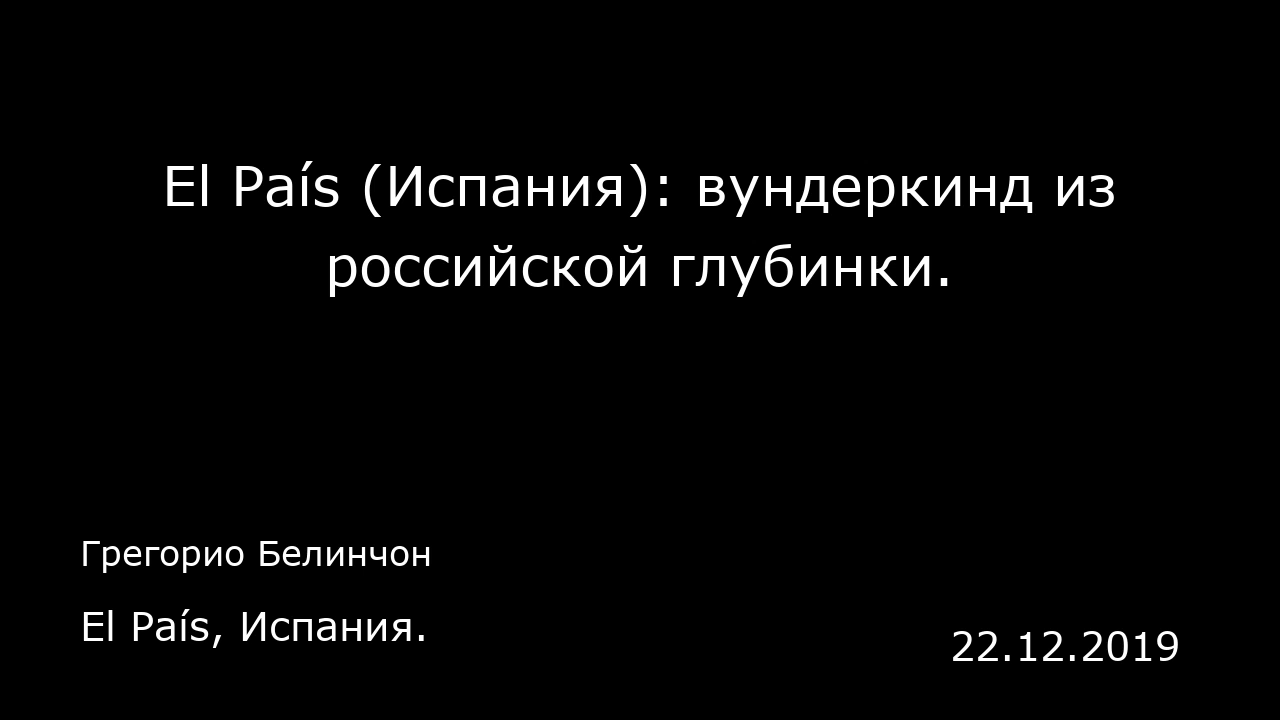 El País (Испания): вундеркинд из
российской глубинки.
Грегорио Белинчон
El País, Испания.
22.12.2019